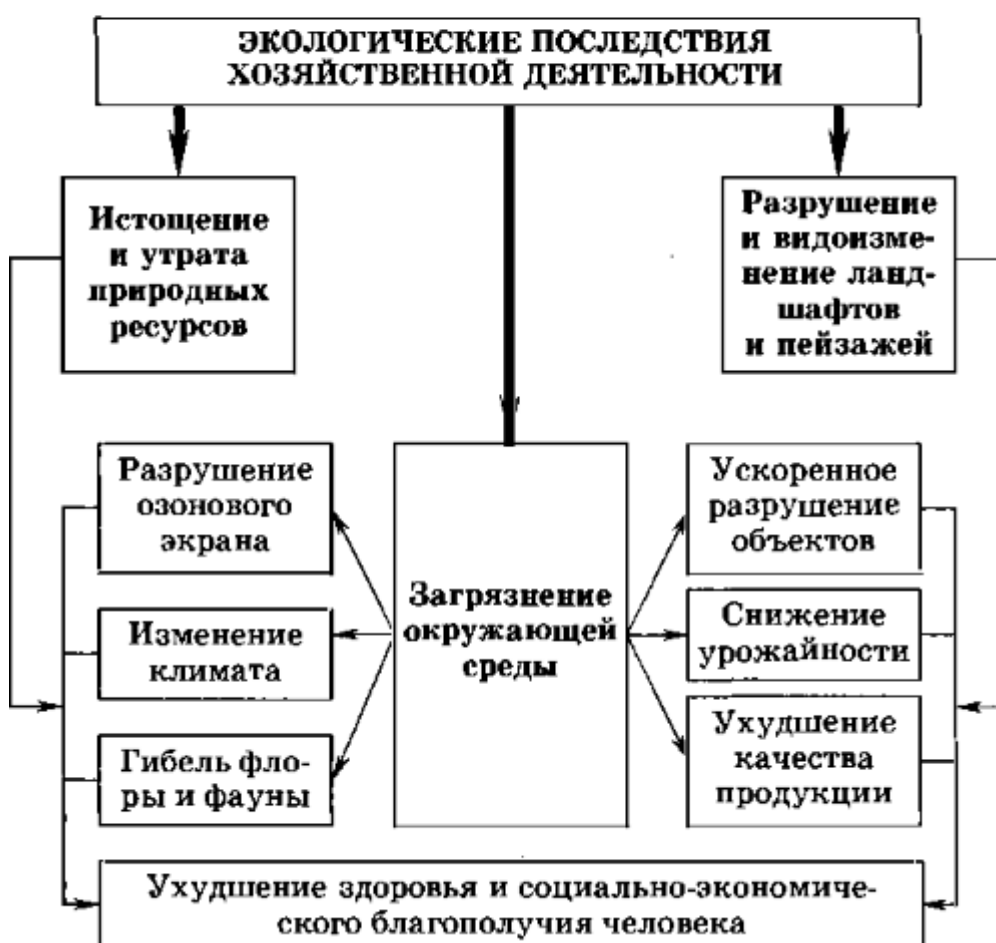 ЭКОЛОГИЧЕСКИЕ ПОСЛЕДСТВИЯ
ХОЗЯЙСТВЕННОЙ ДЕЯТЕЛЬНОСТИ
Истощение
и утрата
природных
ресурсов
Разрушение
и видоизме-
нение ланд-
шафтов
и пейзажей
Разрушение
озонового
экрана
Изменение
климата
Гибель фло-
ры и фауны
Загрязнение
окружающей
среды
Ускоренное
разрушение
объектов
Снижение
урожайности
Ухудшение
качества
продукции
Ухудшение здоровья и социально-экономиче-
ского благополучия человека